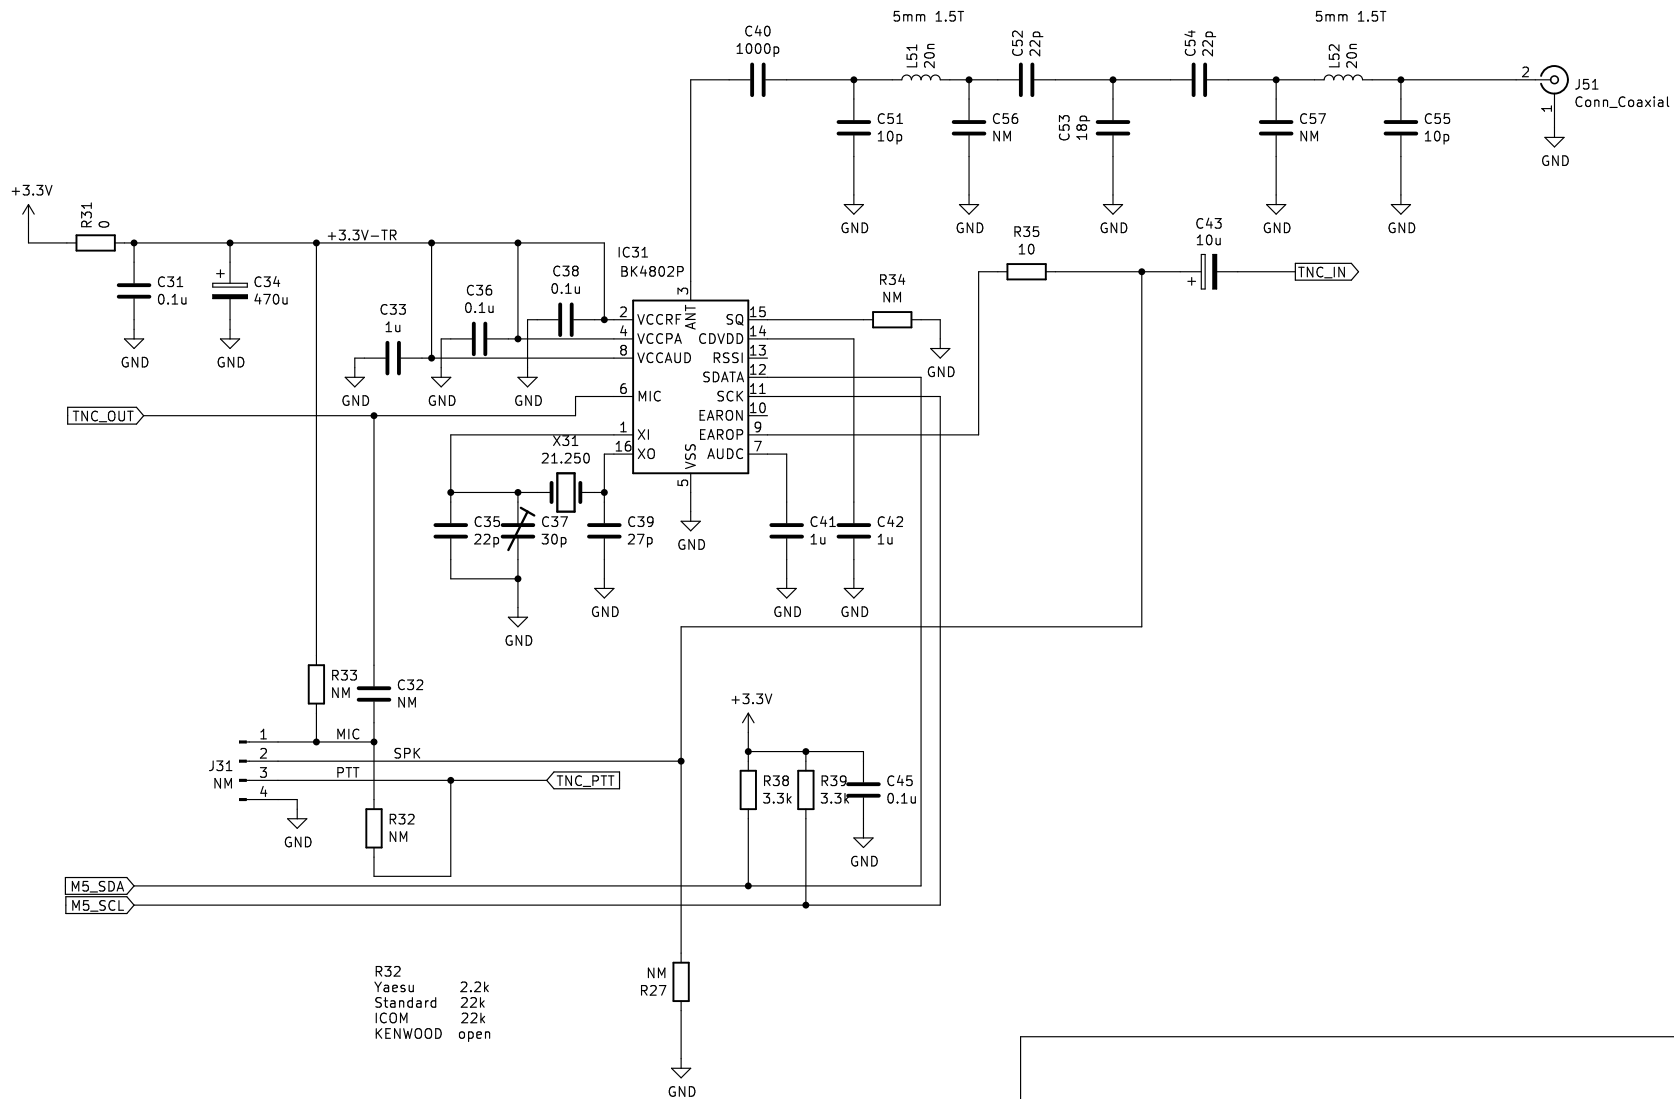 5mm 1.5T
5mm 1.5T
C40
1000p
L51
20n
C52
22p
C54
22p
L52
20n
2
J51
Conn_Coaxial
1
GND
C51
10p
C56
NM
C53
18p
C57
NM
C55
10p
GND
GND
GND
GND
GND
+3.3V
R31
0
+3.3V-TR
C31
0.1u
+
C34
470u
GND
GND
C33
1u
C36
0.1u
C38
0.1u
GND
GND
GND
IC31
BK4802P
3
ANT
2
VCCRF
4
VCCPA
8
VCCAUD
6
MIC
1
XI
16
XO
VSS
5
GND
SQ
15
CDVDD
14
RSSI
13
SDATA
12
SCK
11
EARON
10
EAROP
9
AUDC
7
R34
NM
GND
R35
10
C43
10u
+
TNC_IN
TNC_OUT
X31
21.250
C35
22p
C37
30p
C39
27p
GND
GND
C41
1u
C42
1u
GND
GND
R33
NM
C32
NM
1
MIC
2
SPK
3
PTT
4
J31
NM
TNC_PTT
GND
R32
NM
+3.3V
R38
3.3k
R39
3.3k
C45
0.1u
GND
M5_SDA
M5_SCL
NM
R27
GND
R32
Yaesu 2.2k
Standard 22k
ICOM 22k
KENWOOD open